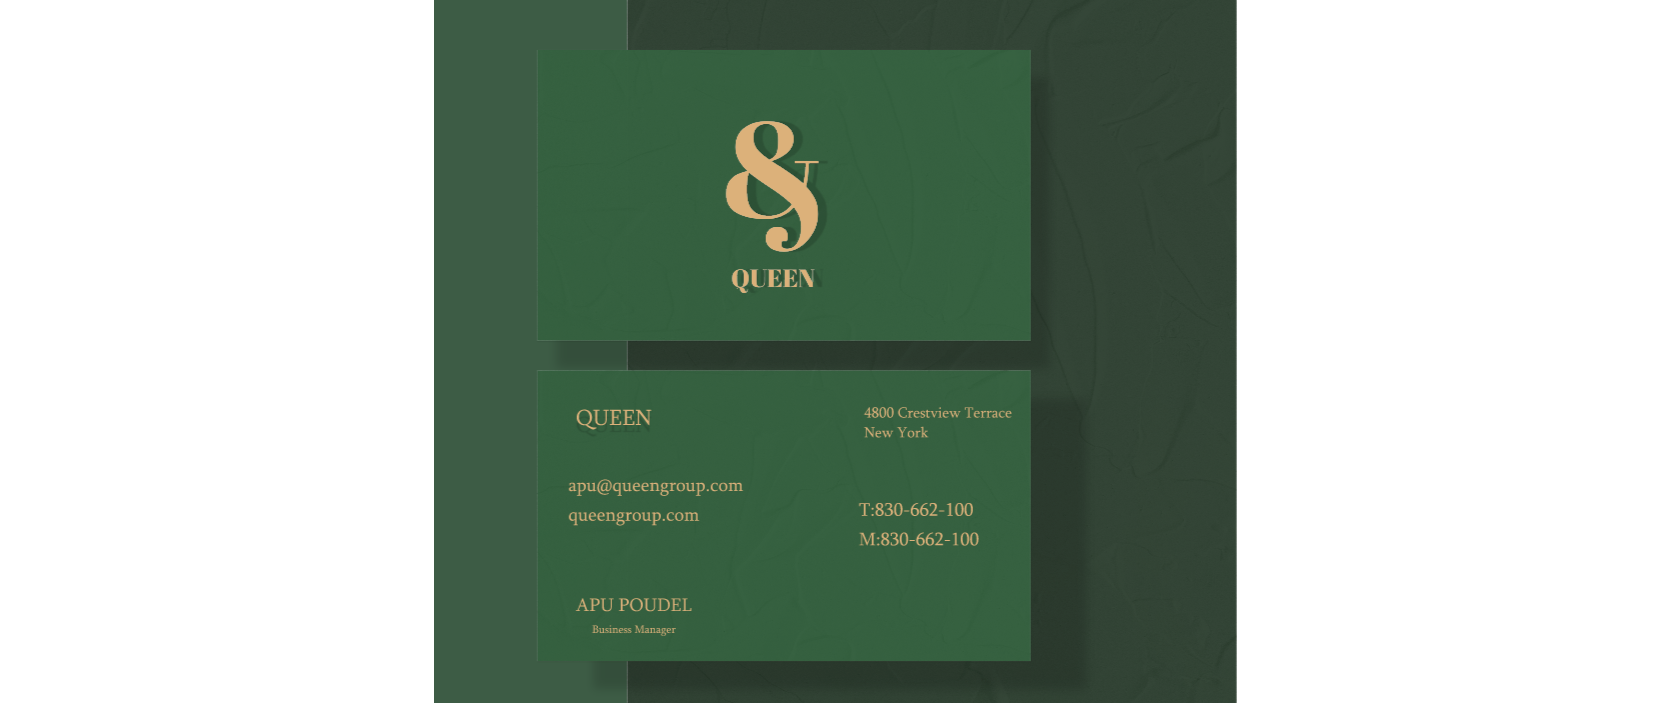 &
QUEEN
QUEEN
4800 Crestview Terrace
New York
apu@queengroup.com
queengroup.com
T:830-662-100
M:830-662-100
APU POUDEL
Business Manager